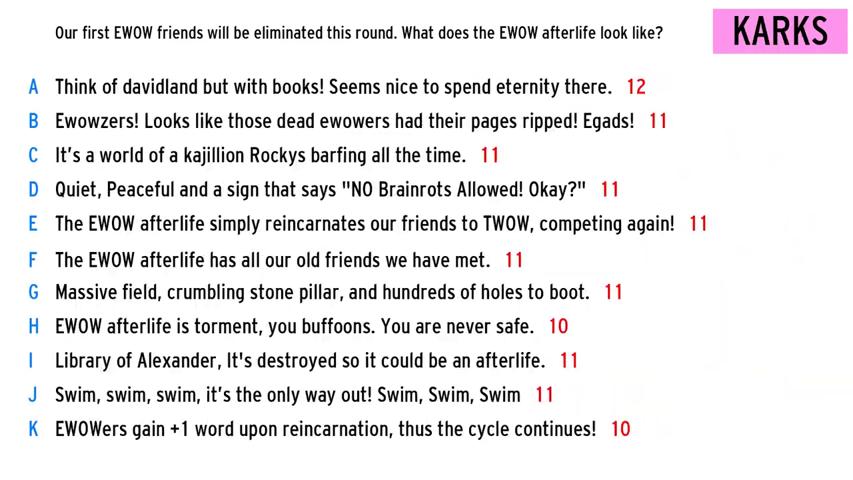 Our first EWOW friends will be eliminated this round. What does the EWOW afterlife look like?
KARKS
A Think of davidland but with books! Seems nice to spend eternity there. 12
B Ewowzers! Looks like those dead ewowers had their pages ripped! Egads! 11
C It's a world of a kajillion Rockys barfing all the time. 11
D Quiet, Peaceful and a sign that says "NO Brainrots Allowed! Okay?" 11
E The EWOW afterlife simply reincarnates our friends to TWOW, competing again! 11
F The EWOW afterlife has all our old friends we have met. 11
G Massive field, crumbling stone pillar, and hundreds of holes to boot. 11
H EWOW afterlife is torment, you buffoons. You are never safe. 10
I Library of Alexander, It's destroyed so it could be an afterlife. 11
J Swim, swim, swim, it's the only way out! Swim, Swim, Swim 11
K EWOWers gain +1 word upon reincarnation, thus the cycle continues! 10